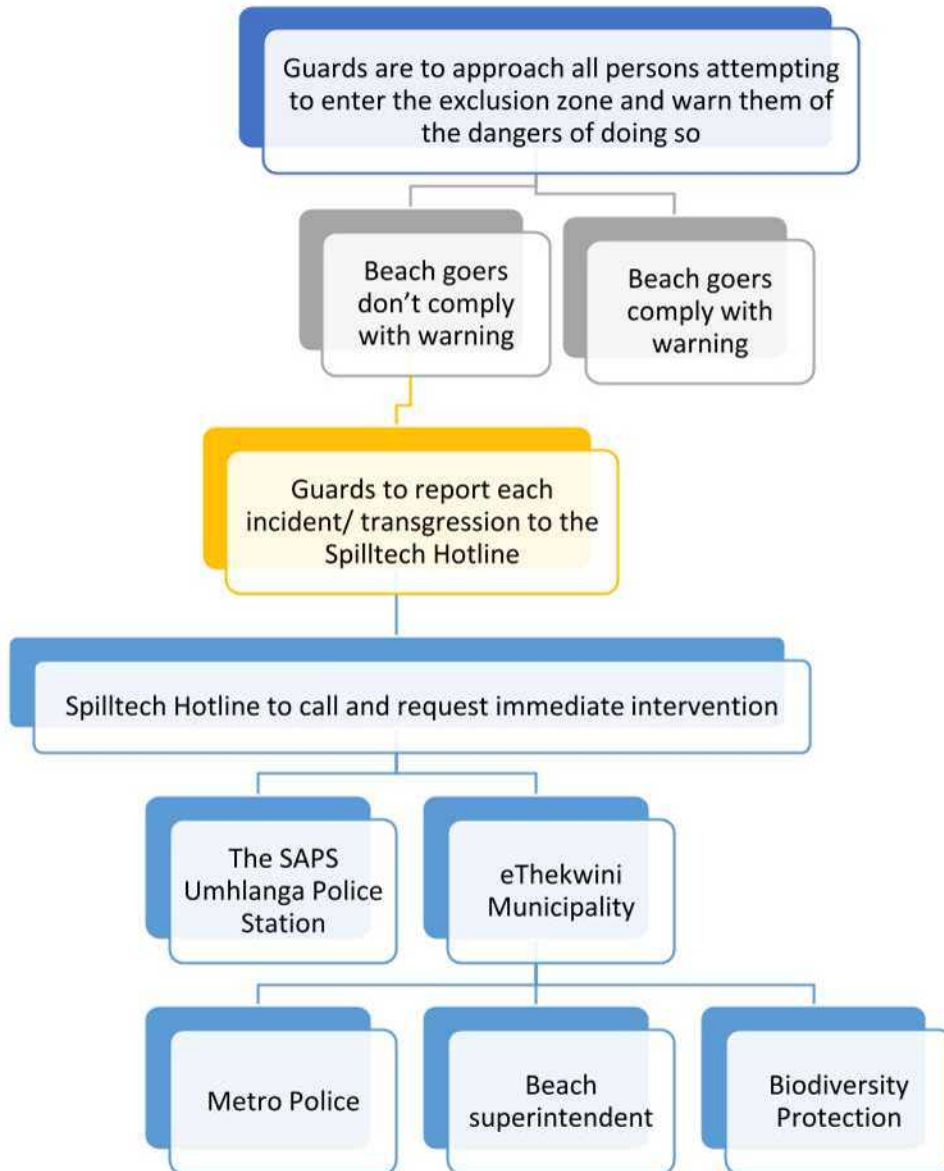 Guards are to approach all persons attempting
to enter the exclusion zone and warn them of
the dangers of doing so
Beach goers
don’t comply
with warning
Beach goers
comply with
warning
Guards to report each
incident/ transgression to the
Spilltech Hotline
Spilltech Hotline to call and request immediate intervention
The SAPS
Umhlanga Police
Station
eThekwini
Municipality
Metro Police
Beach
superintendent
Biodiversity
Protection